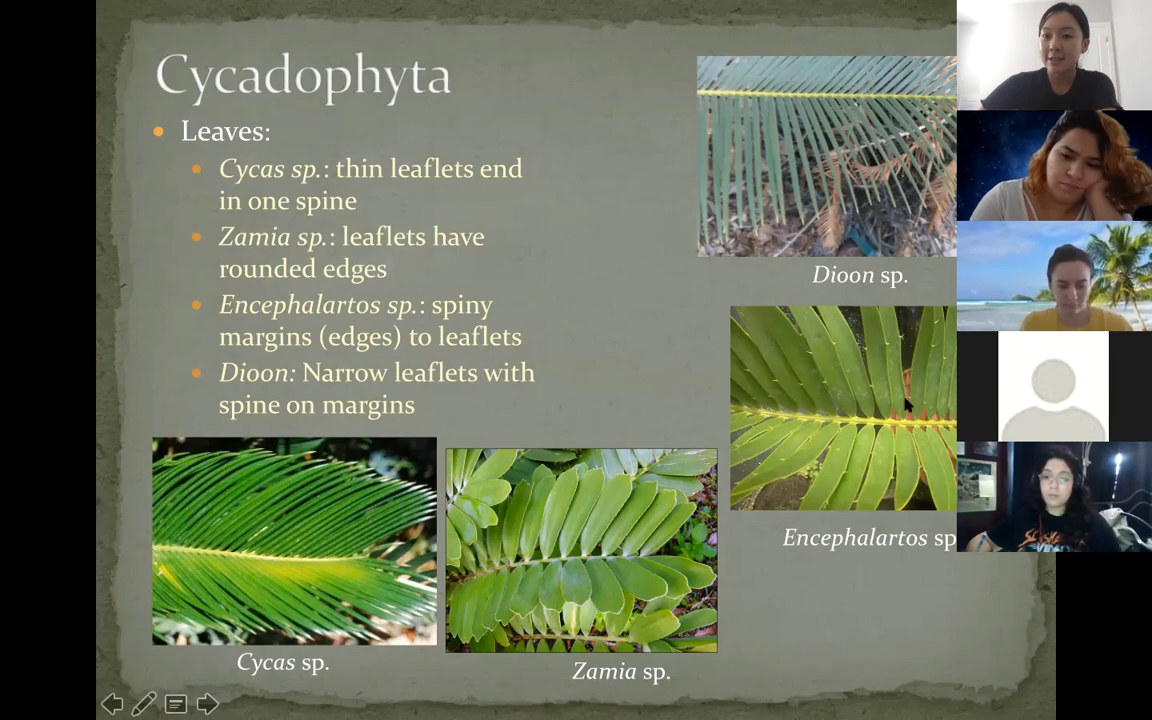 Cycadophyta
Leaves:
Cycas sp.: thin leaflets end
in one spine
Zamia sp.: leaflets have
rounded edges
Encephalartos sp.: spiny
margins (edges) to leaflets
Dioon: Narrow leaflets with
spine on margins
Dioon sp.
Encephalartos sp
Cycas sp.
Zamia sp.